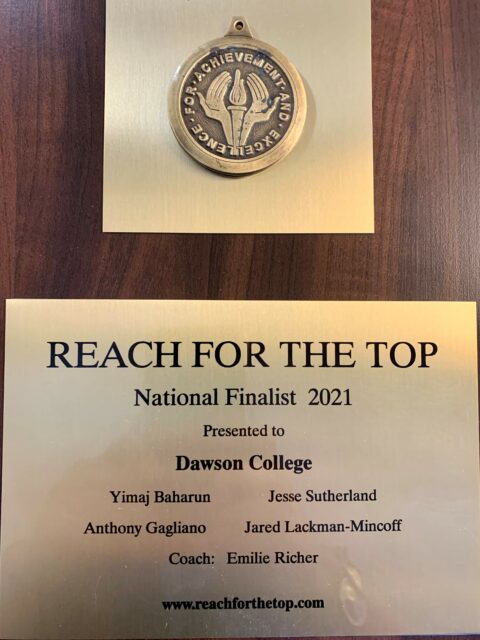 FOR · ACHIEVEMENT · AND · EXCELLENCE
REACH FOR THE TOP
National Finalist 2021
Presented to
Dawson College
Yimaj Baharun Jesse Sutherland
Anthony Gagliano Jared Lackman-Mincoff
Coach: Emilie Richer
www.reachforthetop.com